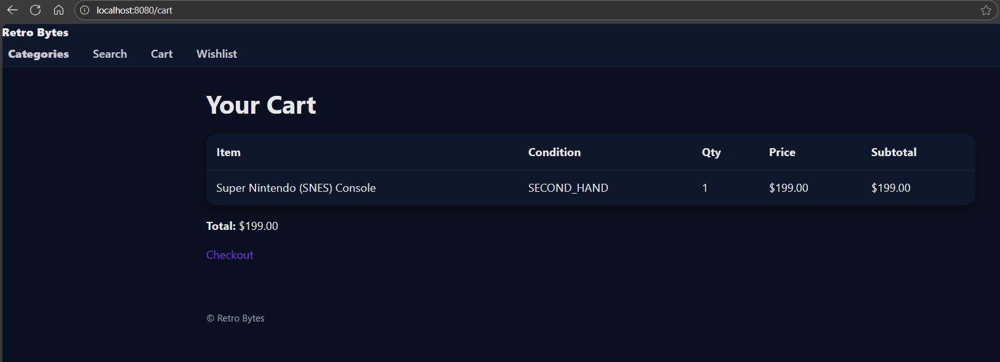 localhost:8080/cart
Retro Bytes
Categories Search Cart Wishlist
Your Cart
Item Condition Qty Price Subtotal
Super Nintendo (SNES) Console SECOND_HAND 1 $199.00 $199.00
Total: $199.00
Checkout
© Retro Bytes